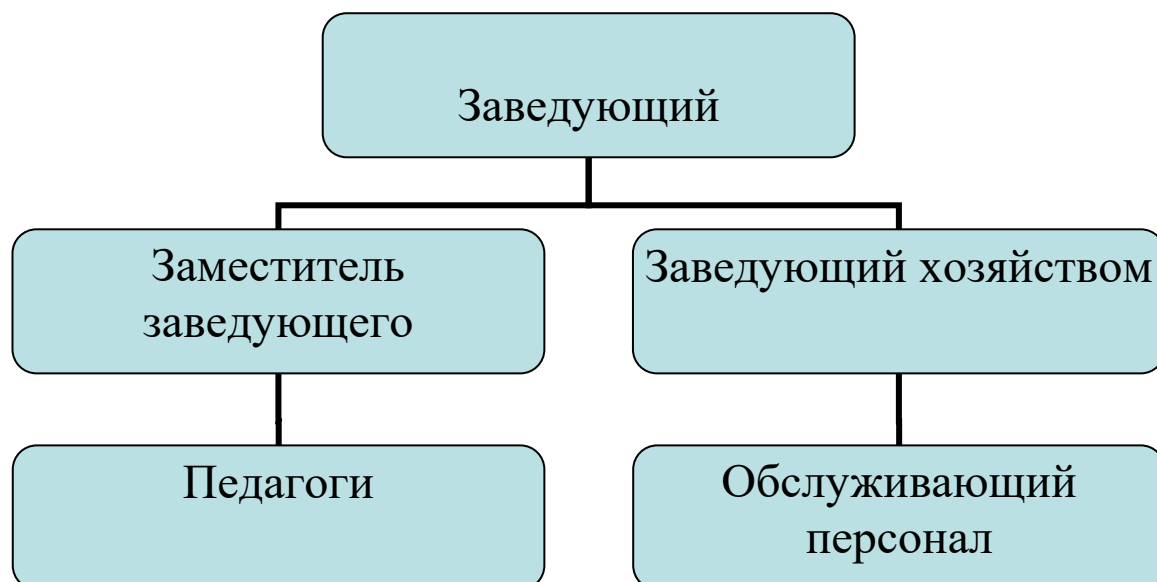 Заведующий
Заместитель
заведующего
Заведующий хозяйством
Педагоги
Обслуживающий
персонал